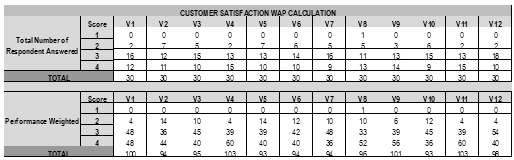 CUSTOMER SATISFACTION WAP CALCULATION
Total Number of Respondent Answered Score V1 V2 V3 V4 V5 V6 V7 V8 V9 V10 V11 V12
1 0 0 0 0 0 0 0 1 0 0 0 0
2 2 7 5 2 7 6 5 5 3 6 2 2
3 16 12 15 13 13 14 16 11 13 15 13 18
4 12 11 10 15 10 10 9 13 14 9 15 10
TOTAL 30 30 30 30 30 30 30 30 30 30 30 30
Performance Weighted Score V1 V2 V3 V4 V5 V6 V7 V8 V9 V10 V11 V12
1 0 0 0 0 0 0 0 1 0 0 0 0
2 4 14 10 4 14 12 10 10 6 12 4 4
3 48 36 45 39 39 42 48 33 39 45 39 54
4 48 44 40 60 40 40 36 52 56 36 60 40
TOTAL 100 94 95 103 93 94 94 96 101 93 103 98